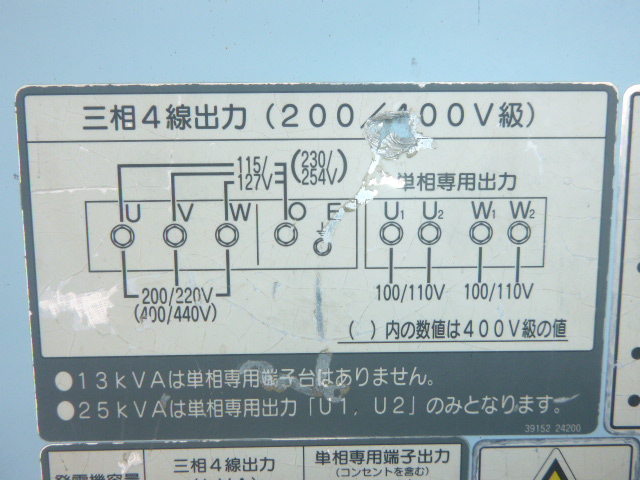 三相4線出力(200/400V級)
115/
127V
(230/
254V)
単相専用出力
U V W O E U1 U2 W1 W2
200/220V
(400/440V)
100/110V 100/110V
( )内の数値は400V級の値
●13kVAは単相専用端子台はありません。
●25kVAは単相専用出力「U1, U2」のみとなります。
39152 24200
発電機容量
三相4線出力
単相専用端子出力
(コンセントを含む)